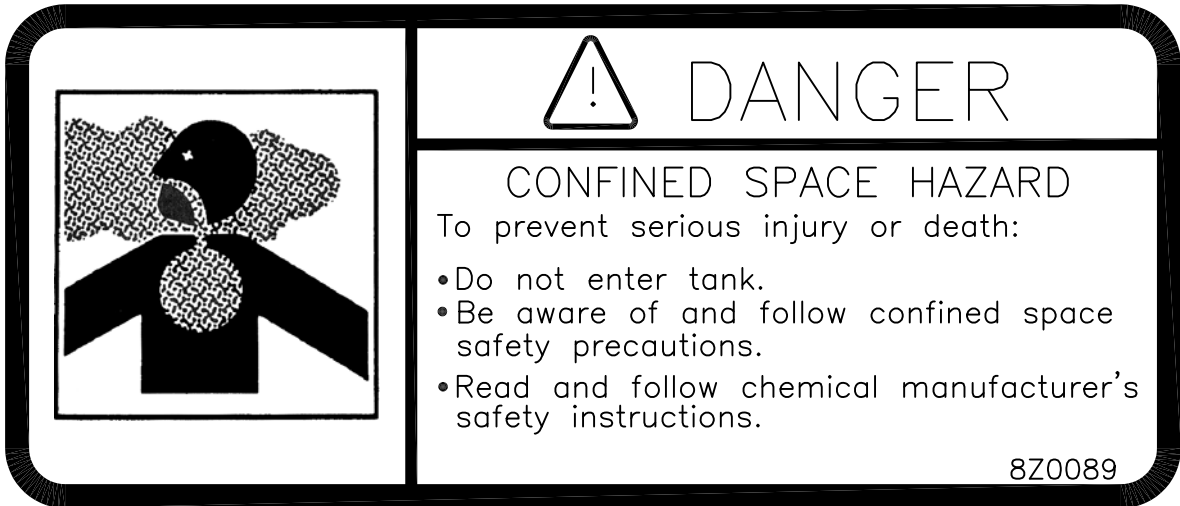 DANGER
CONFINED SPACE HAZARD
To prevent serious injury or death:
•Do not enter tank.
•Be aware of and follow confined space
safety precautions.
•Read and follow chemical manufacturer's
safety instructions.
8Z0089